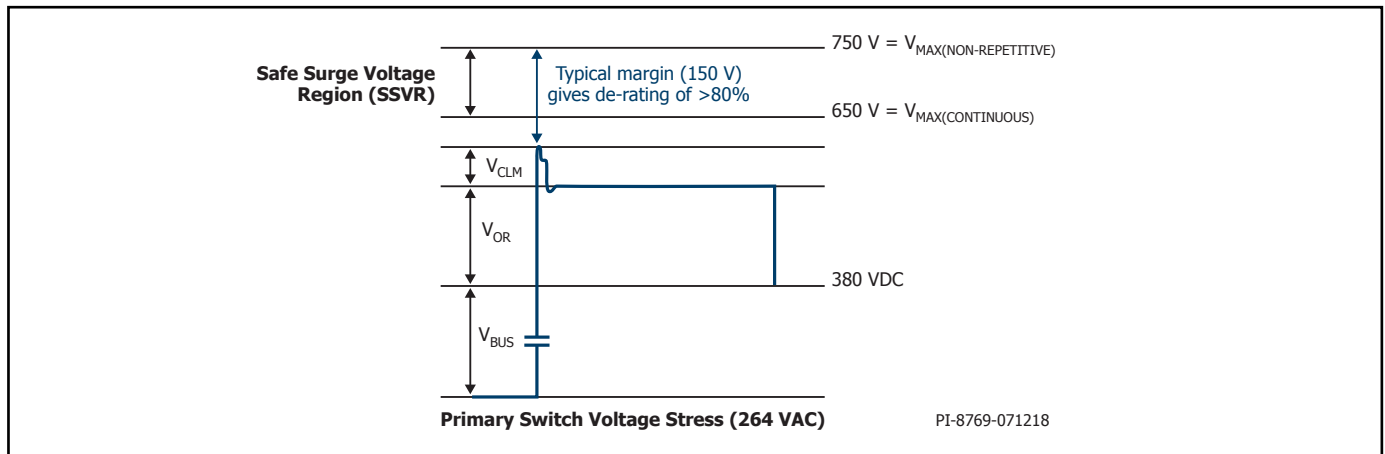 750 V = VMAX(NON-REPETITIVE)
Safe Surge Voltage
Region (SSVR)
Typical margin (150 V)
gives de-rating of >80%
650 V = VMAX(CONTINUOUS)
VCLM
VOR
380 VDC
VBUS
Primary Switch Voltage Stress (264 VAC)
PI-8769-071218